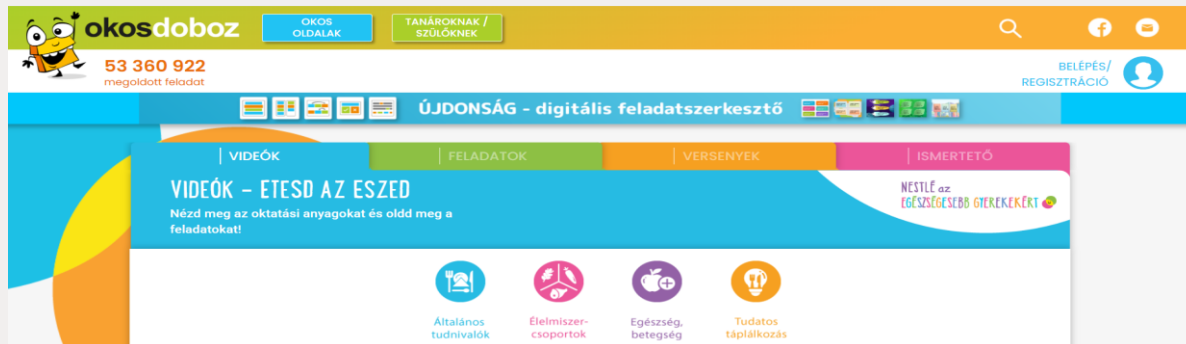 okosdoboz
OKOS
OLDALAK
TANÁROKNAK /
SZÜLŐKNEK
53 360 922
megoldott feladat
BELÉPÉS/
REGISZTRÁCIÓ
ÚJDONSÁG - digitális feladatszerkesztő
VIDEÓK
FELADATOK
VERSENYEK
ISMERTETŐ
VIDEÓK – ETESD AZ ESZED
Nézd meg az oktatási anyagokat és oldd meg a
feladatokat!
NESTLÉ az
EGÉSZSÉGESEBB GYEREKEKÉRT
Általános
tudnivalók
Élelmiszer-
csoportok
Egészség,
betegség
Tudatos
táplálkozás